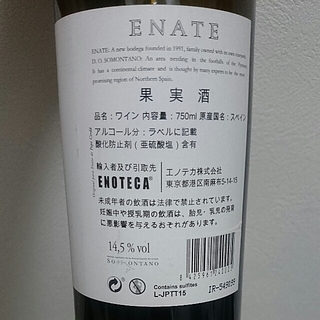 ENATE
ENATE: A new bodega founded in 1991, family owned with its own vineyards
D.O. SOMONTANO: An area in the foothills of the Pyrenees.
It has a continental climate and is thought by many experts to be the most
promising region of Northern Spain.
果実酒
品名：ワイン 内容量：750ml 原産国名：スペイン
アルコール分：ラベルに記載
酸化防止剤（亜硫酸塩）含有
輸入者及び引取先
ENOTECA®
エノテカ株式会社
東京都港区南麻布5-14-15
未成年者の飲酒は法律で禁止されています。
妊娠中や授乳期の飲酒は、胎児・乳児の発育
に悪影響を与えるおそれがあります。
14,5 % vol
SOMONTANO
Contains sulfites
L-JPTT15